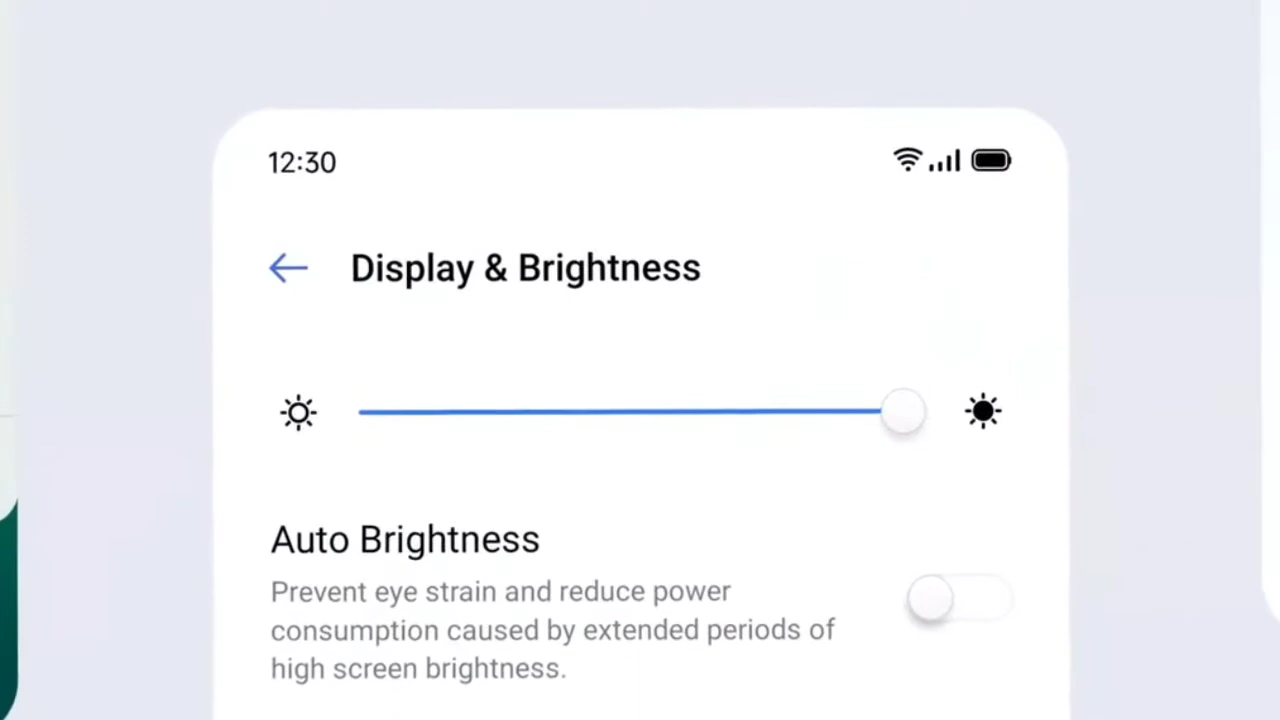 12:30
Display & Brightness
Auto Brightness
Prevent eye strain and reduce power
consumption caused by extended periods of
high screen brightness.